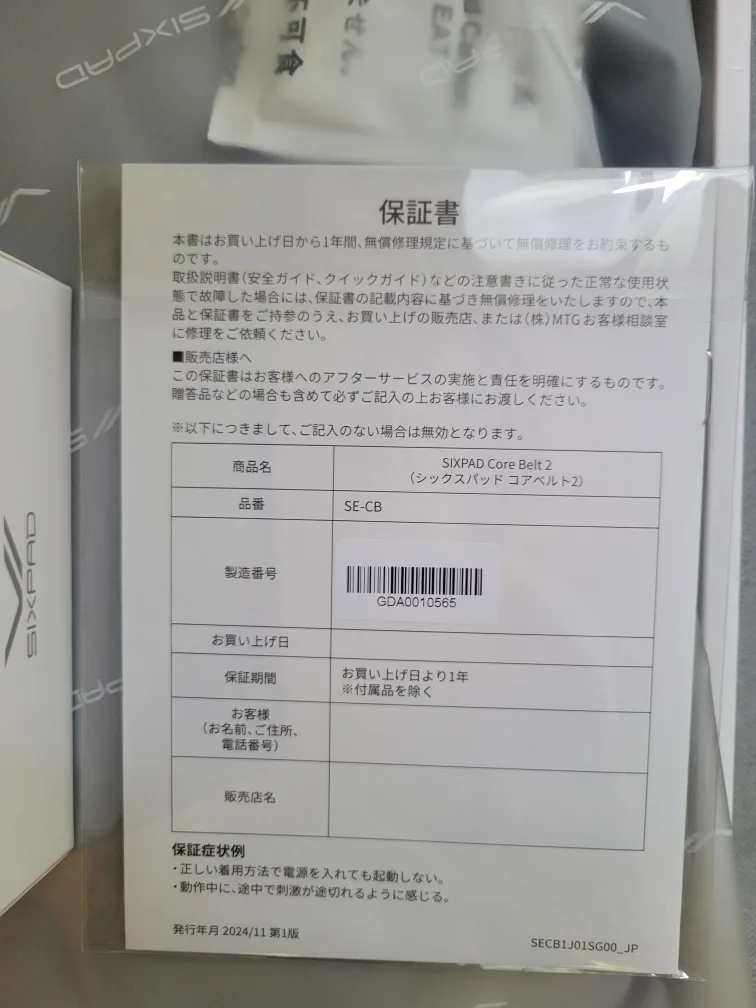 SIXPAD
不可食
せん。
EAT
保証書
本書はお買い上げ日から1年間、無償修理規定に基づいて無償修理をお約束するも
のです。
取扱説明書(安全ガイド、クイックガイド)などの注意書きに従った正常な使用状
態で故障した場合には、保証書の記載内容に基づき無償修理をいたしますので、本
品と保証書をご持参のうえ、お買い上げの販売店、または(株)MTGお客様相談室
に修理をご依頼ください。
■販売店様へ
この保証書はお客様へのアフターサービスの実施と責任を明確にするものです。
贈答品などの場合も含めて必ずご記入の上お客様にお渡しください。
※以下につきまして、ご記入のない場合は無効となります。
商品名
SIXPAD Core Belt 2
(シックスパッド コアベルト2)
品番
SE-CB
製造番号
GDA0010565
お買い上げ日
保証期間
お買い上げ日より1年
※付属品を除く
お客様
(お名前、ご住所、
電話番号)
販売店名
保証症状例
・正しい着用方法で電源を入れても起動しない。
・動作中に、途中で刺激が途切れるように感じる。
発行年月 2024/11 第1版
SECB1J01SG00_JP
SIXPAD